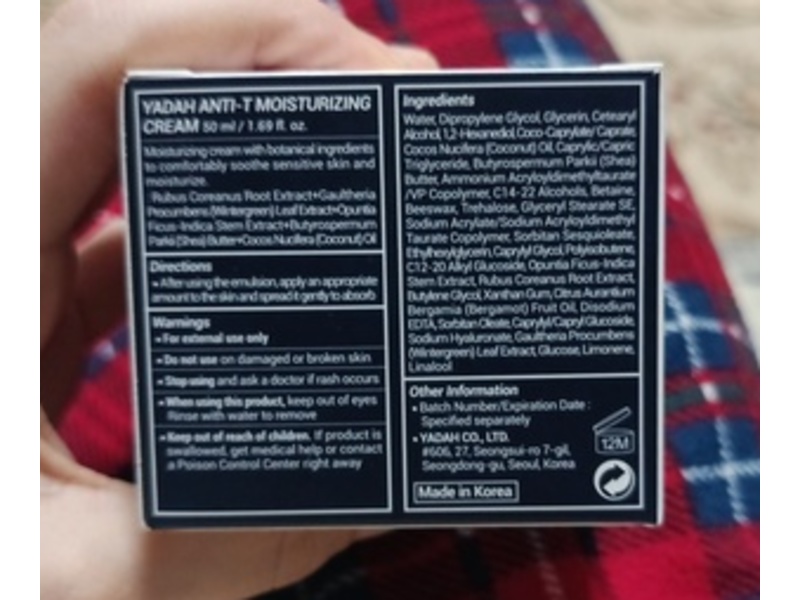 YADAH ANTI-T MOISTURIZING
CREAM 50 ml / 1.69 fl. oz.
Moisturizing cream with botanical ingredients
to comfortably soothe sensitive skin and
moisturize.
Rubus Coreanus Root Extract+Gaultheria
Procumbens (Wintergreen) Leaf Extract+Opuntia
Ficus-Indica Stem Extract+Butyrospermum
Parkii (Shea) Butter+Cocos Nucifera (Coconut) Oil
Directions
• After using the emulsion, apply an appropriate
amount to the skin and spread it gently to absorb
Warnings
• For external use only
• Do not use on damaged or broken skin
• Stop using and ask a doctor if rash occurs
• When using this product, keep out of eyes
Rinse with water to remove
• Keep out of reach of children. If product is
swallowed, get medical help or contact
a Poison Control Center right away
Ingredients
Water, Dipropylene Glycol, Glycerin, Cetearyl
Alcohol, 1,2-Hexanediol, Coco-Caprylate/Caprate,
Cocos Nucifera (Coconut) Oil, Caprylic/Capric
Triglyceride, Butyrospermum Parkii (Shea)
Butter, Ammonium Acryloyldimethyltaurate
/VP Copolymer, C14-22 Alcohols, Betaine,
Beeswax, Trehalose, Glyceryl Stearate SE,
Sodium Acrylate/Sodium Acryloyldimethyl
Taurate Copolymer, Sorbitan Sesquioleate,
Ethylhexylglycerin, Caprylyl Glycol, Polyisobutene,
C12-20 Alkyl Glucoside, Opuntia Ficus-Indica
Stem Extract, Rubus Coreanus Root Extract,
Butylene Glycol, Xanthan Gum, Citrus Aurantium
Bergamia (Bergamot) Fruit Oil, Disodium
EDTA, Sorbitan Oleate, Caprylyl/Capryl Glucoside,
Sodium Hyaluronate, Gaultheria Procumbens
(Wintergreen) Leaf Extract, Glucose, Limonene,
Linalool
Other Information
• Batch Number/Expiration Date :
Specified separately
• YADAH CO., LTD.
#606, 27, Seongsui-ro 7-gil,
Seongdong-gu, Seoul, Korea
12M
Made in Korea